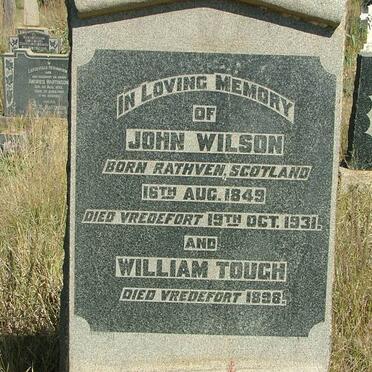 IN LOVING MEMORY
OF
JOHN WILSON
BORN RATHVEN, SCOTLAND
16TH AUG. 1849
DIED VREDEFORT 19TH OCT. 1931.
AND
WILLIAM TOUGH
DIED VREDEFORT 1898.